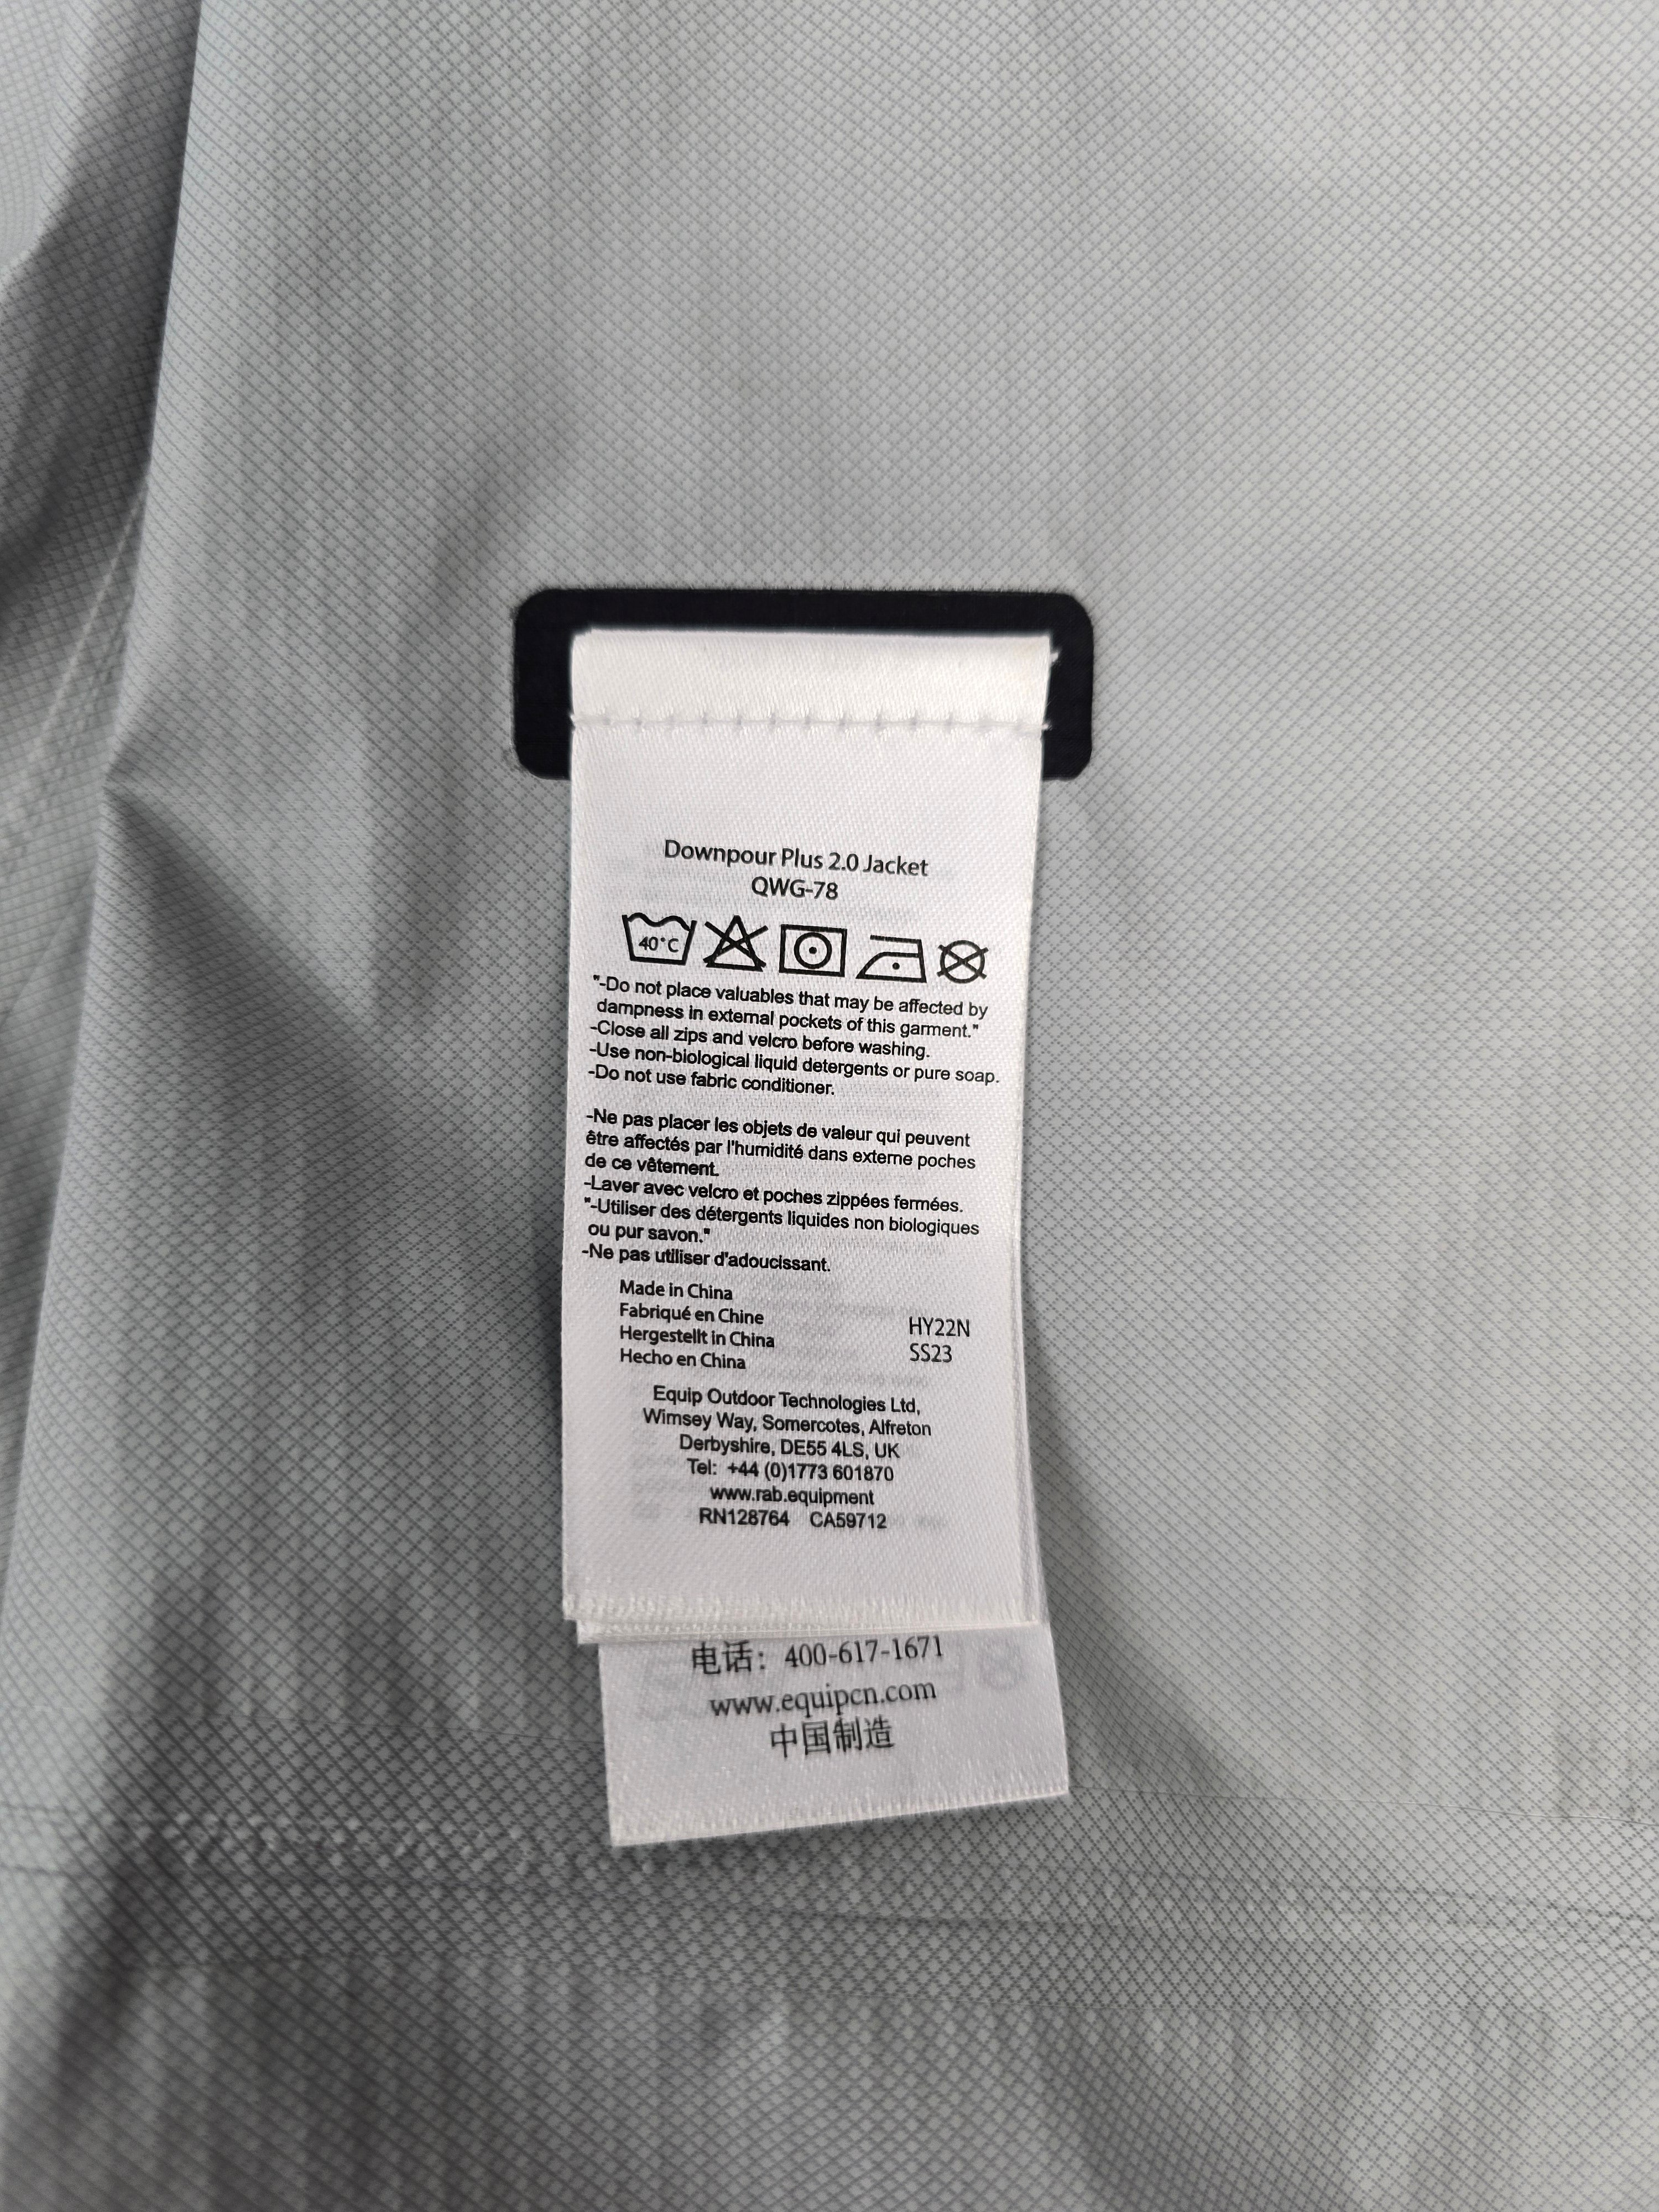 Downpour Plus 2.0 Jacket
QWG-78
40°C
"-Do not place valuables that may be affected by
dampness in external pockets of this garment."
-Close all zips and velcro before washing.
-Use non-biological liquid detergents or pure soap.
-Do not use fabric conditioner.
-Ne pas placer les objets de valeur qui peuvent
être affectés par l'humidité dans externe poches
de ce vêtement.
-Laver avec velcro et poches zippées fermées.
"-Utiliser des détergents liquides non biologiques
ou pur savon."
-Ne pas utiliser d'adoucissant.
Made in China
Fabriqué en Chine
Hergestellt in China
Hecho en China
HY22N
SS23
Equip Outdoor Technologies Ltd,
Wimsey Way, Somercotes, Alfreton
Derbyshire, DE55 4LS, UK
Tel: +44 (0)1773 601870
www.rab.equipment
RN128764 CA59712
电话：400-617-1671
www.equipcn.com
中国制造